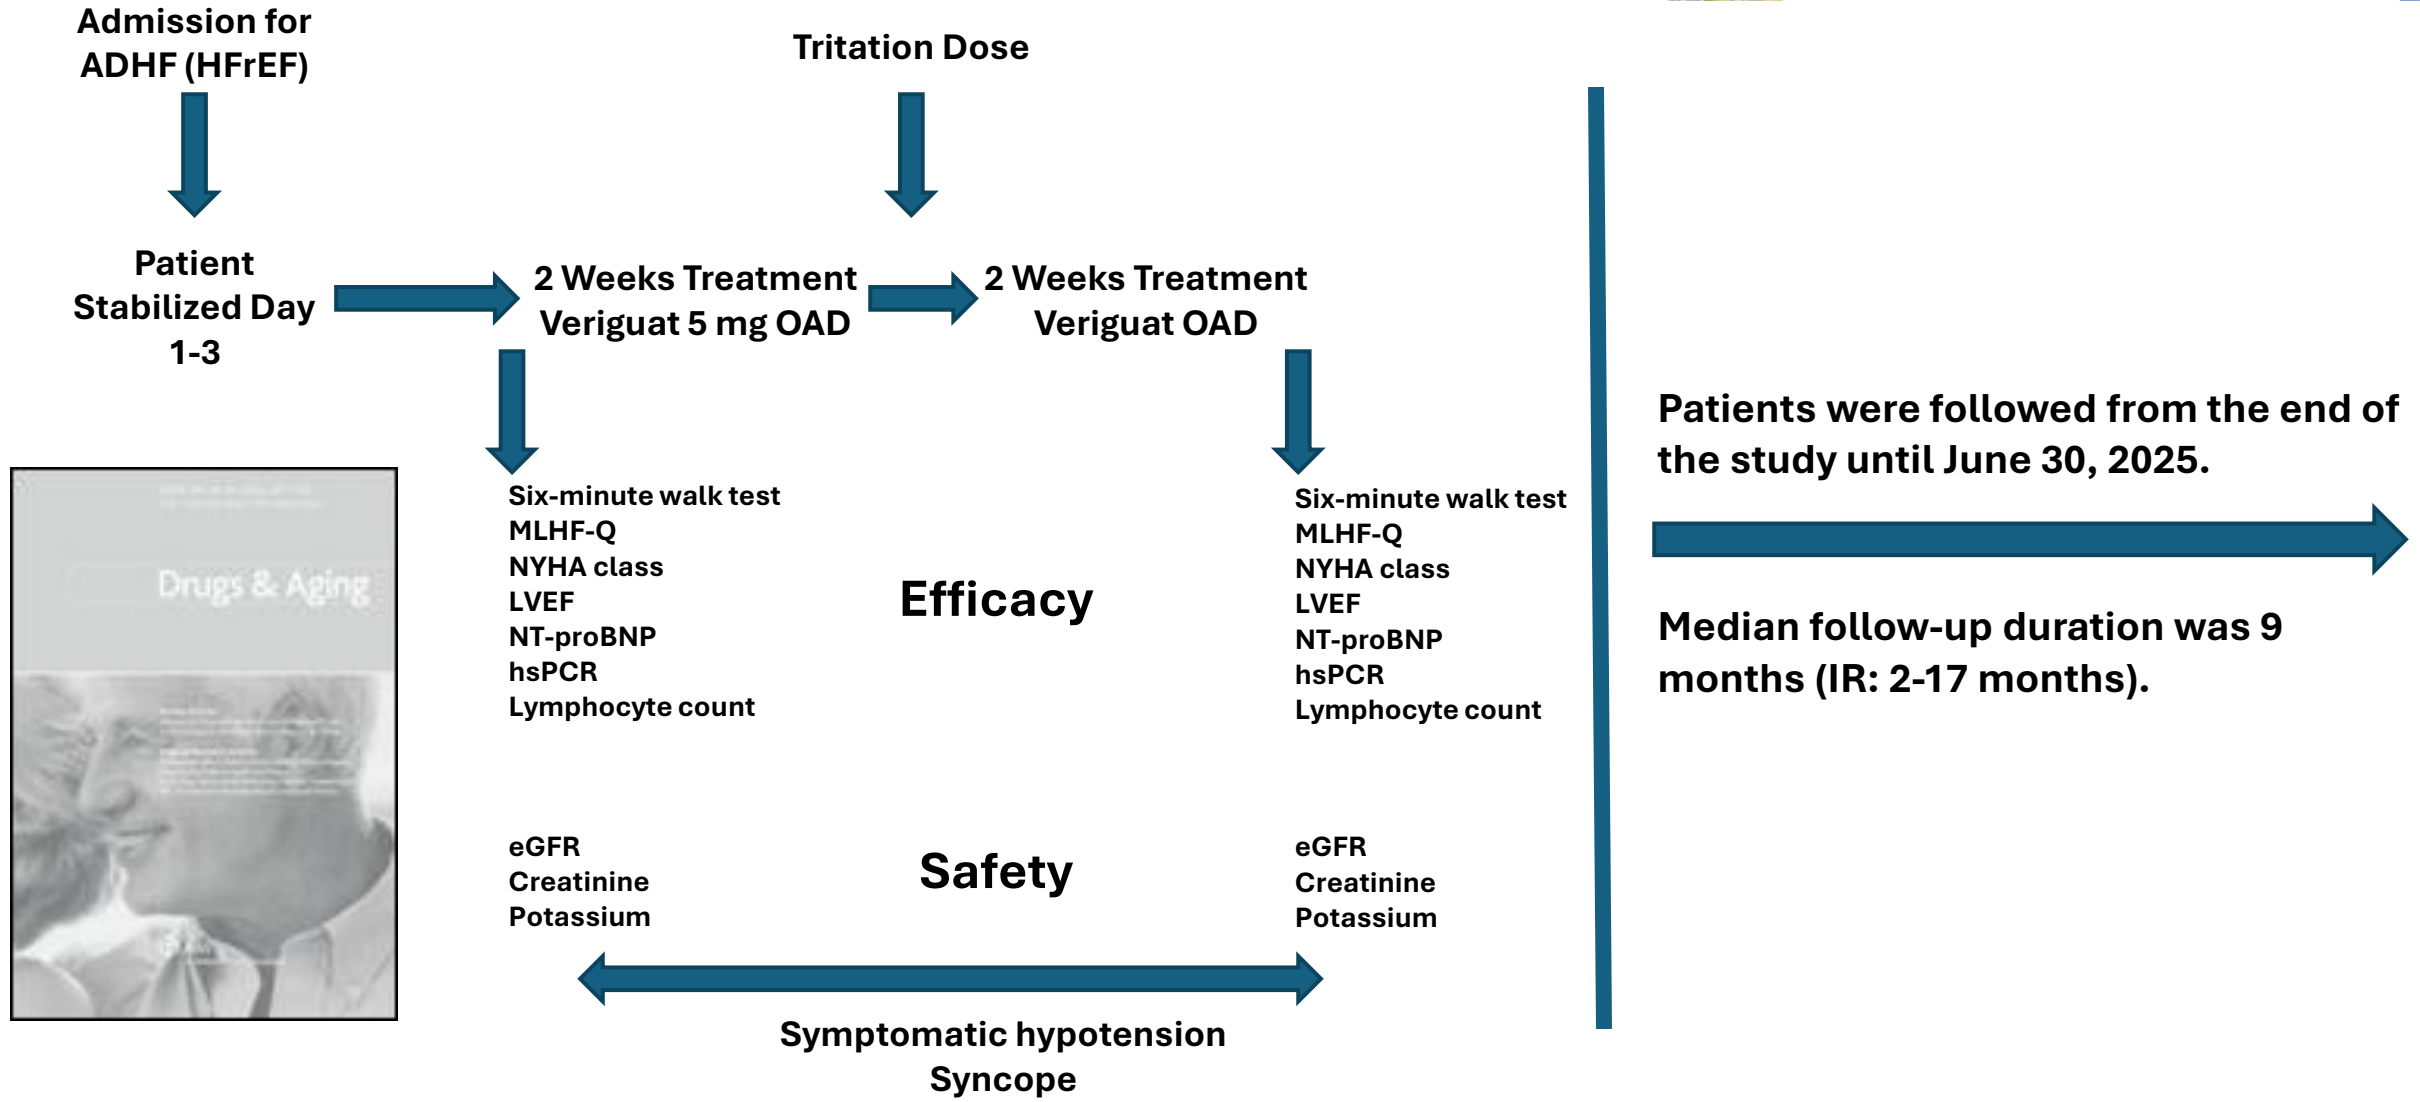 Admission for
ADHF (HFrEF)
Tritation Dose
Patient
Stabilized Day
1-3
2 Weeks Treatment
Veriguat 5 mg OAD
2 Weeks Treatment
Veriguat OAD
Six-minute walk test
MLHF-Q
NYHA class
LVEF
NT-proBNP
hsPCR
Lymphocyte count
Efficacy
Six-minute walk test
MLHF-Q
NYHA class
LVEF
NT-proBNP
hsPCR
Lymphocyte count
eGFR
Creatinine
Potassium
Safety
eGFR
Creatinine
Potassium
Symptomatic hypotension
Syncope
Drugs & Aging
Patients were followed from the end of
the study until June 30, 2025.
Median follow-up duration was 9
months (IR: 2-17 months).